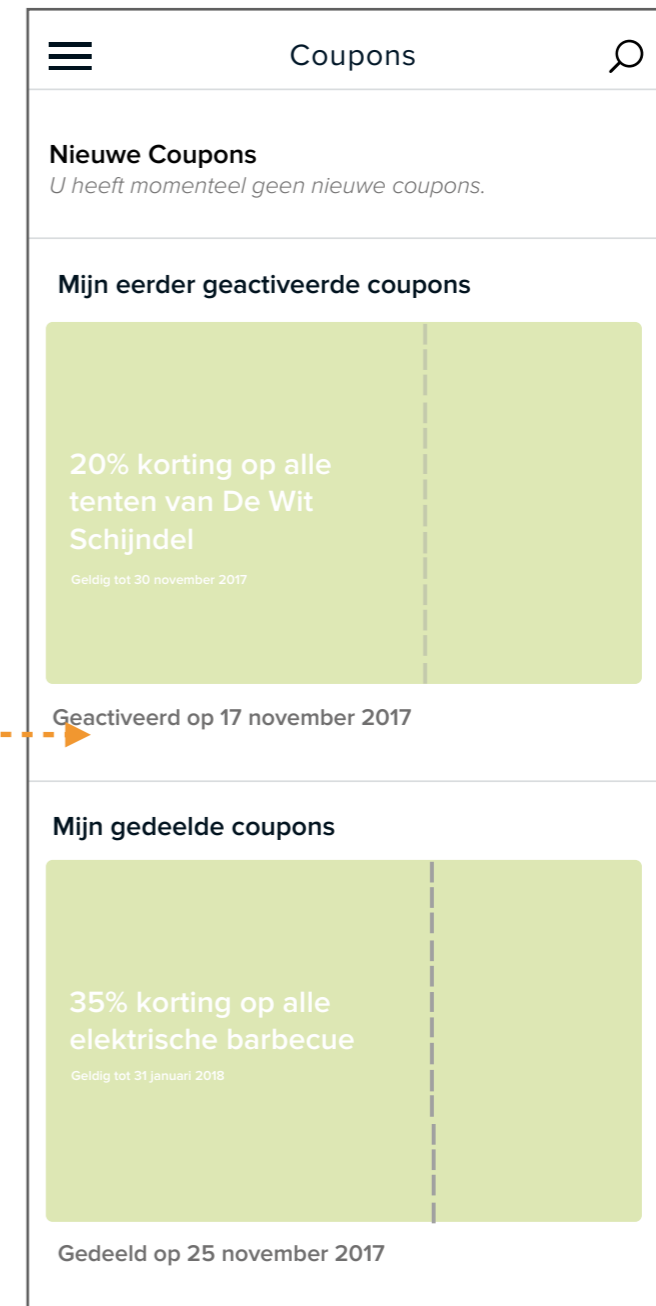 Coupons
Nieuwe Coupons
U heeft momenteel geen nieuwe coupons.
Mijn eerder geactiveerde coupons
20% korting op alle
tenten van De Wit
Schijndel
Geldig tot 30 november 2017
Geactiveerd op 17 november 2017
Mijn gedeelde coupons
35% korting op alle
elektrische barbecue
Geldig tot 31 januari 2018
Gedeeld op 25 november 2017